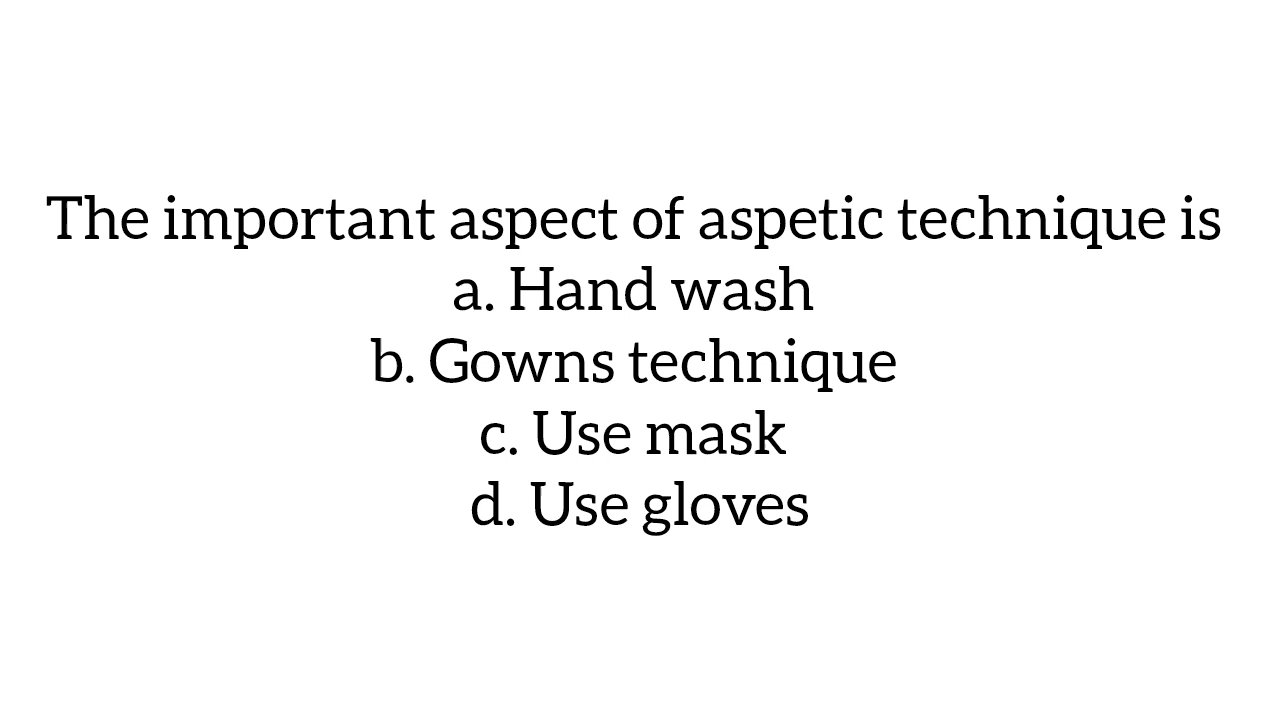 The important aspect of aspetic technique is
a. Hand wash
b. Gowns technique
c. Use mask
d. Use gloves